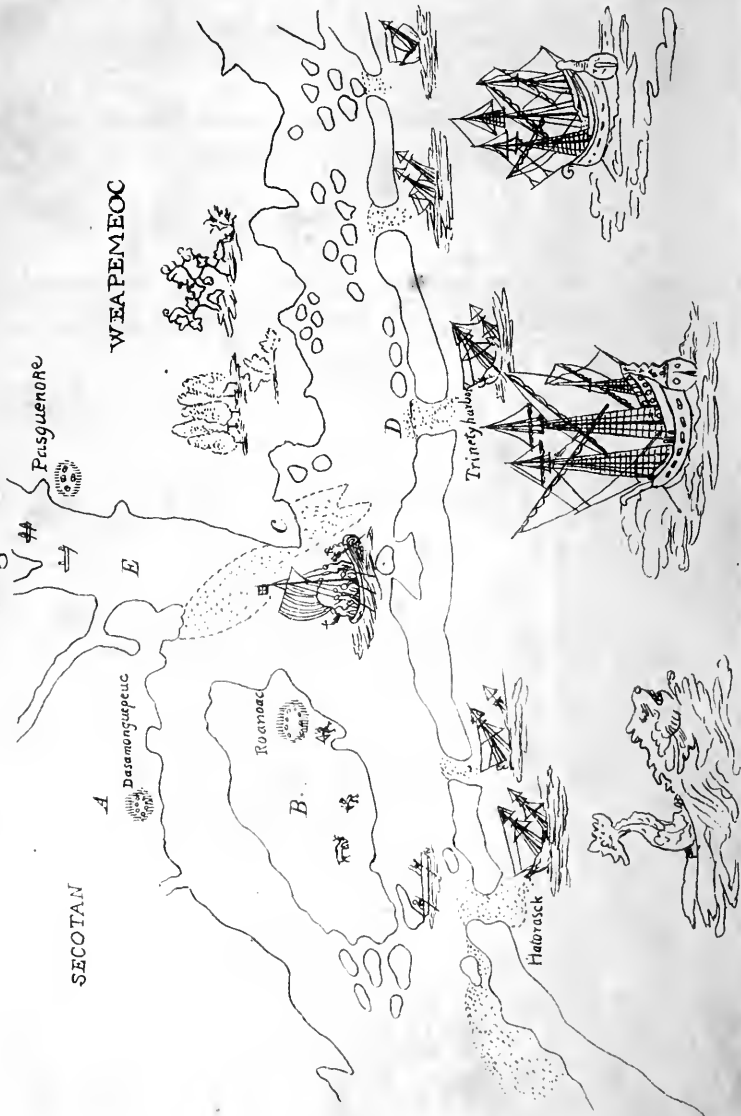 SECOTAN
A
Dasamonquepeuc
E
Pasquenoke
WEAPEMEOC
B.
Roanoac
C
D
Hatorasck
Trinety harbor